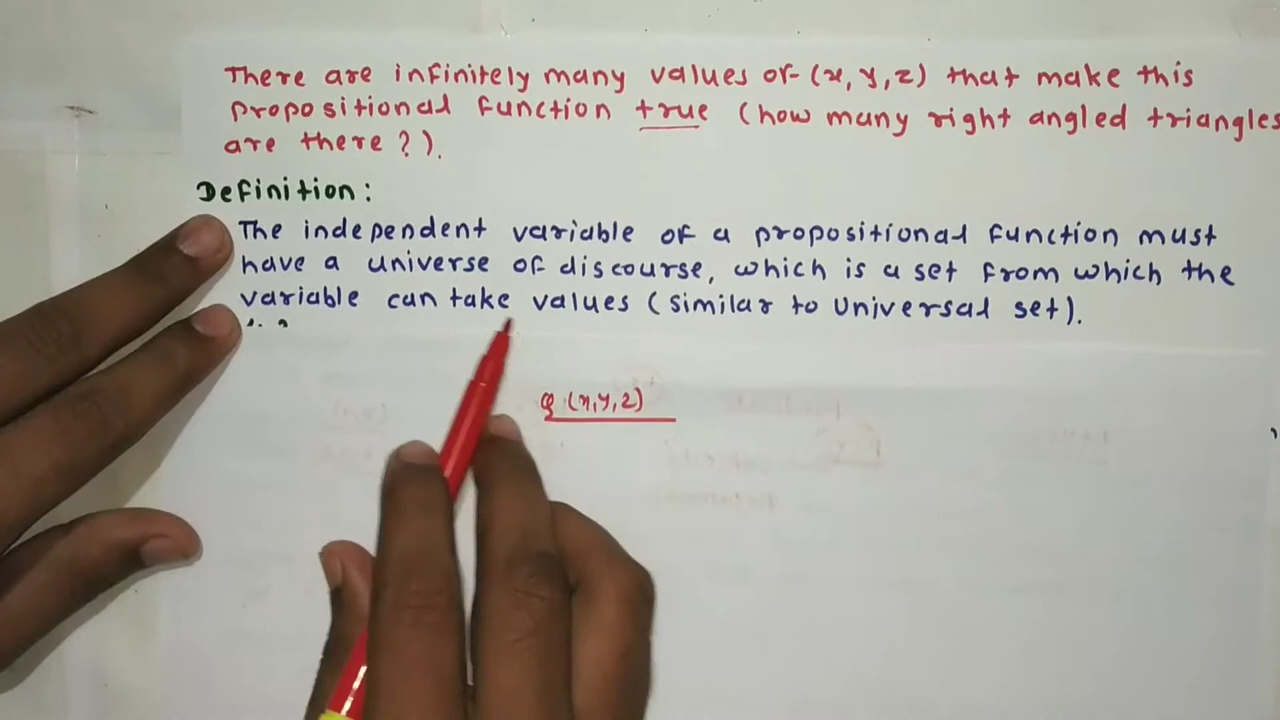 There are infinitely many values of (x, y, z) that make this
propositional function true (how many right angled triangles
are there?).
Definition:
The independent variable of a propositional function must
have a universe of discourse, which is a set from which the
variable can take values (similar to Universal set).
Q (x,y,z)